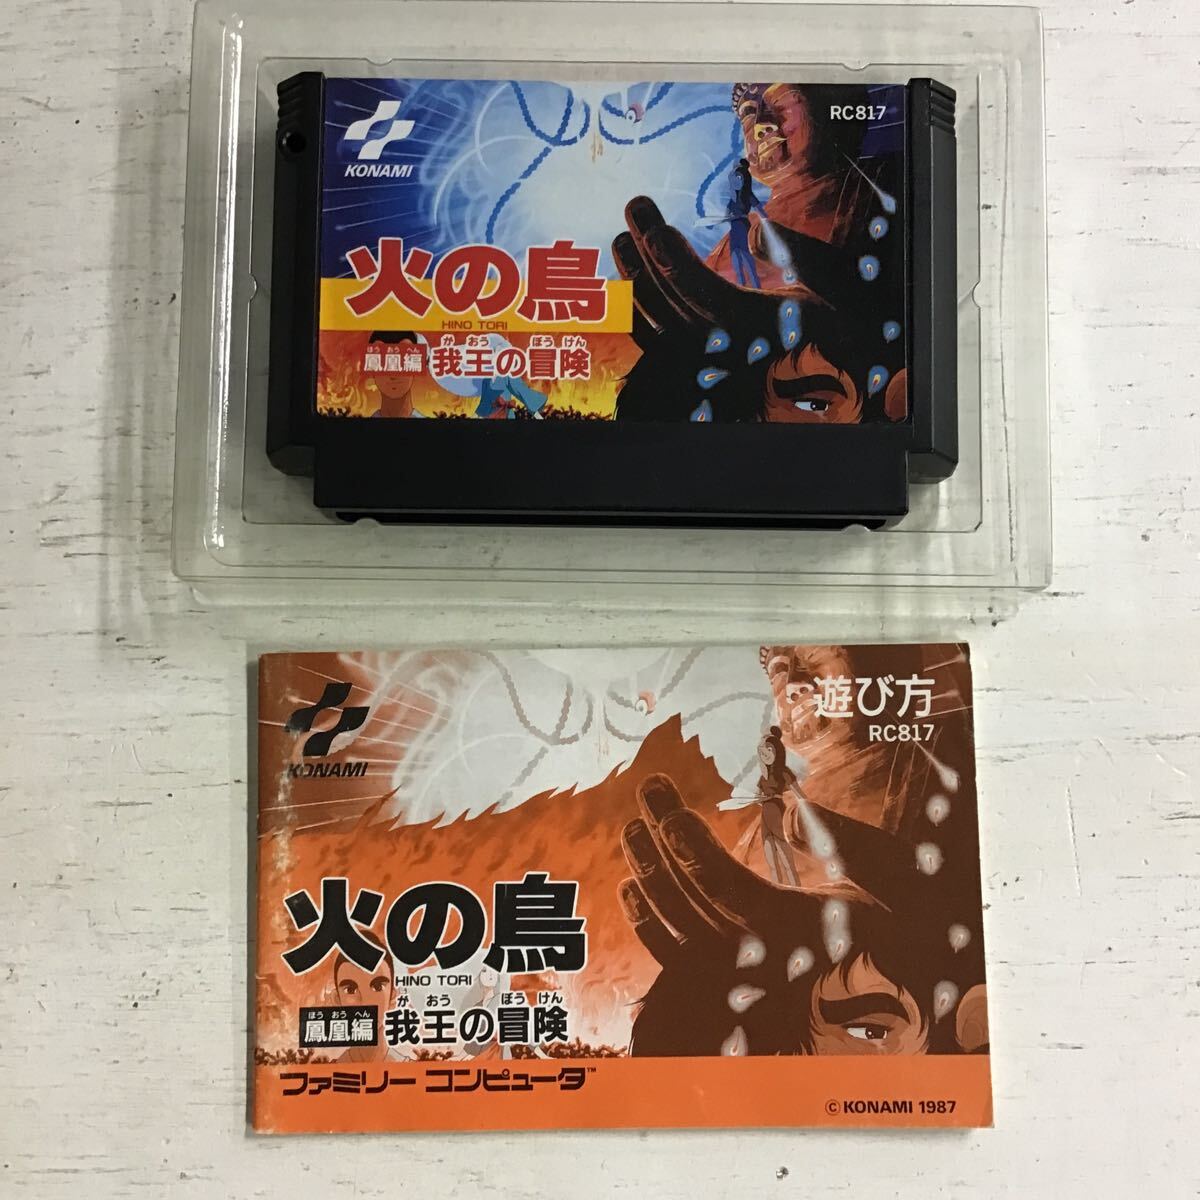 KONAMI
RC817
火の鳥
HINO TORI
ほう おう へん
鳳凰編
が おう ぼう けん
我王の冒険
遊び方
RC817
KONAMI
火の鳥
HINO TORI
ほう おう へん
鳳凰編
が おう ぼう けん
我王の冒険
ファミリー コンピュータ™
© KONAMI 1987